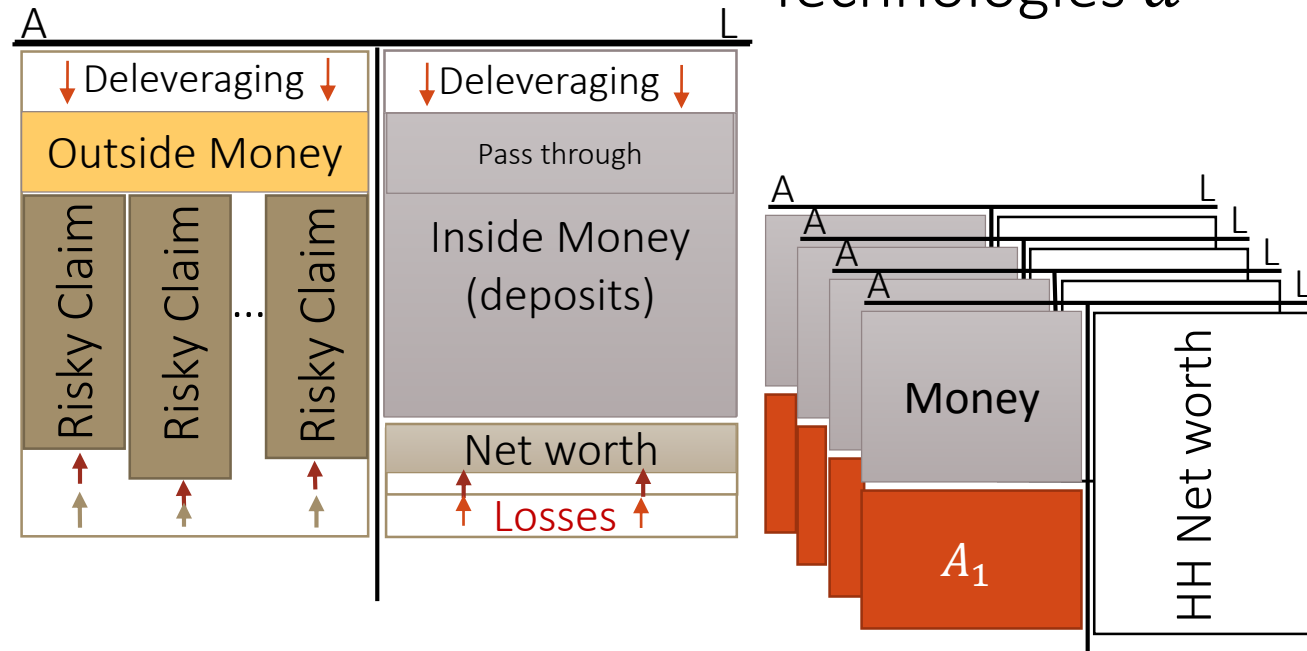 Technologies 𝑎
A L
Deleveraging
Deleveraging
Outside Money
Pass through
Risky Claim
Risky Claim
...
Risky Claim
Inside Money
(deposits)
Net worth
Losses
A L
A L
A L
A L
Money
A₁
HH Net worth